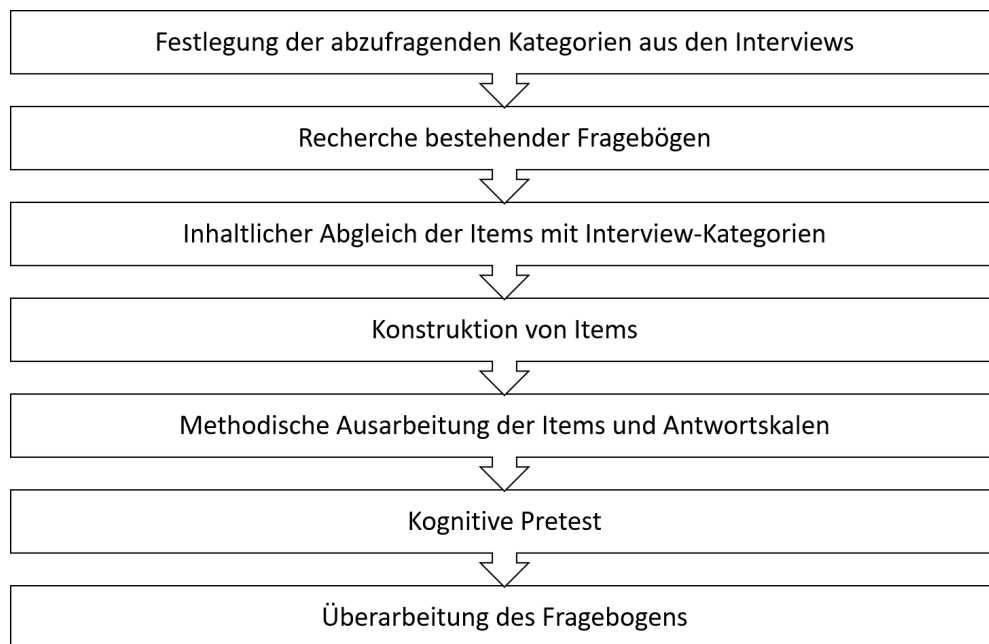 Festlegung der abzufragenden Kategorien aus den Interviews
Recherche bestehender Fragebögen
Inhaltlicher Abgleich der Items mit Interview-Kategorien
Konstruktion von Items
Methodische Ausarbeitung der Items und Antwortskalen
Kognitive Pretest
Überarbeitung des Fragebogens